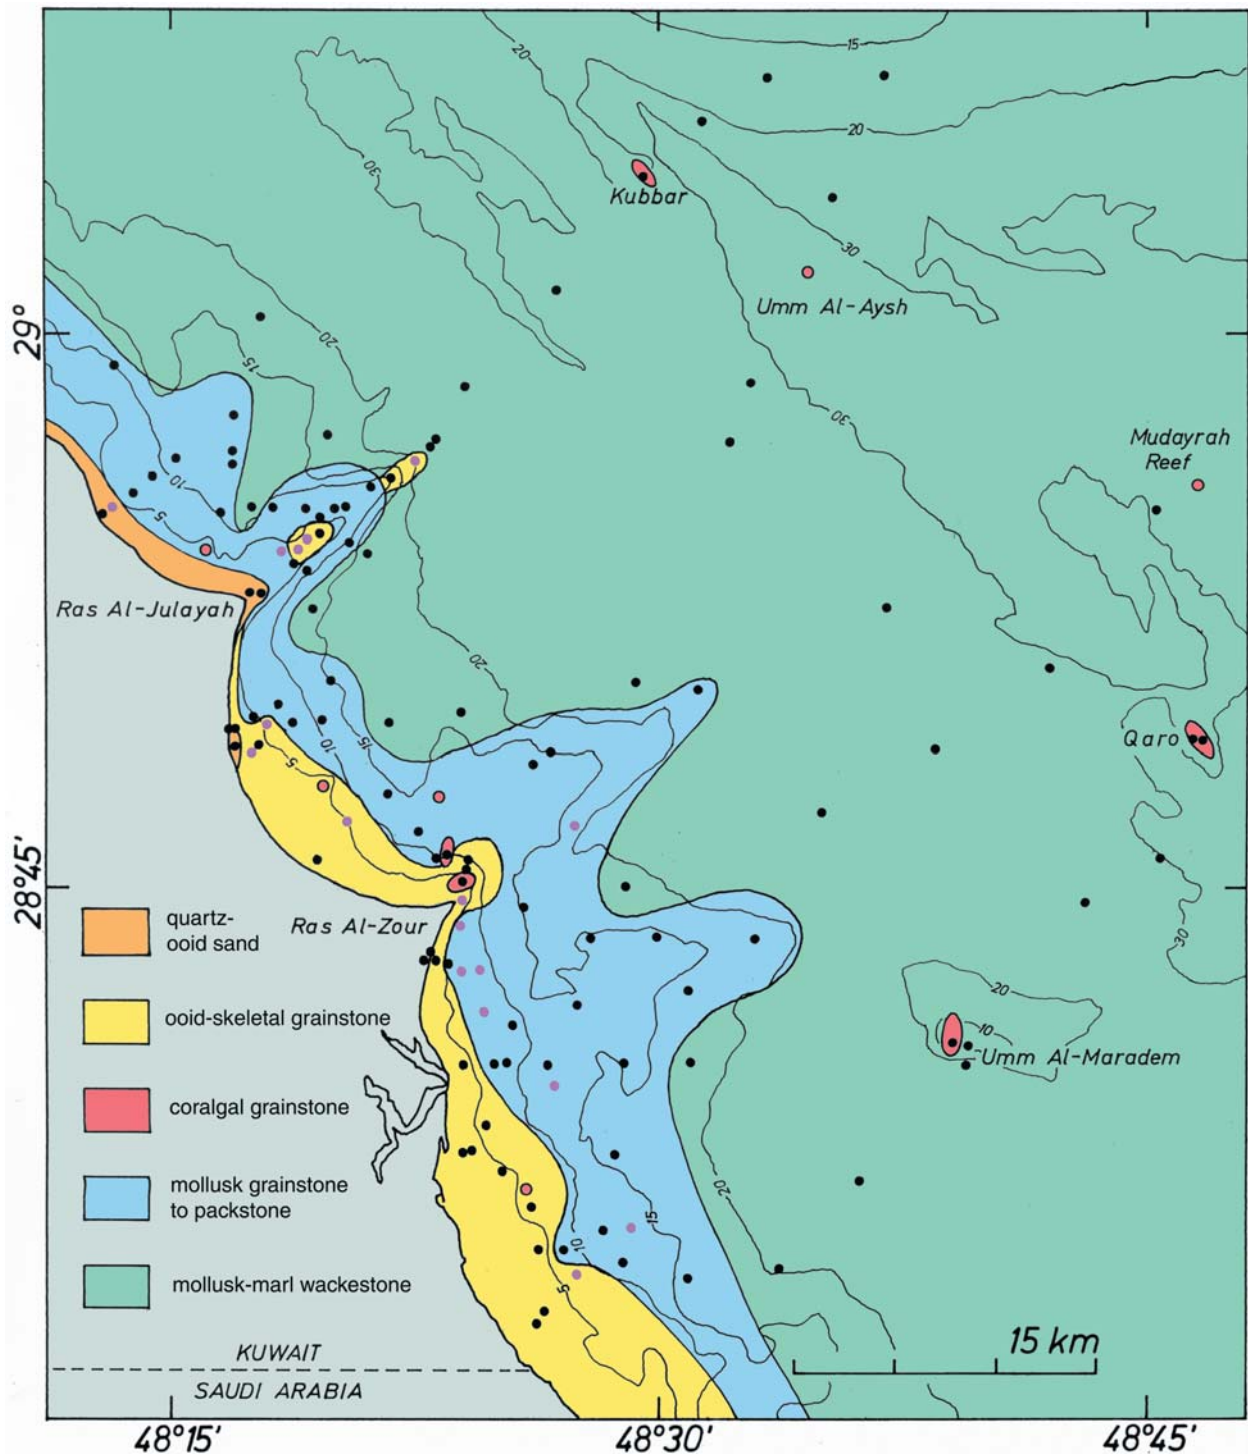 15
20
20
30
Kubbar
30
Umm Al-Aysh
29°
20
15
30
Mudayrah
Reef
10
5
Ras Al-Julayah
20
Qaro
10
15
5
28°45'
30
Ras Al-Zour
quartz-
ooid sand
20
10
Umm Al-Maradem
ooid-skeletal grainstone
coralgal grainstone
mollusk grainstone
to packstone
20
15
10
5
mollusk-marl wackestone
15 km
KUWAIT
SAUDI ARABIA
48°15'
48°30'
48°45'